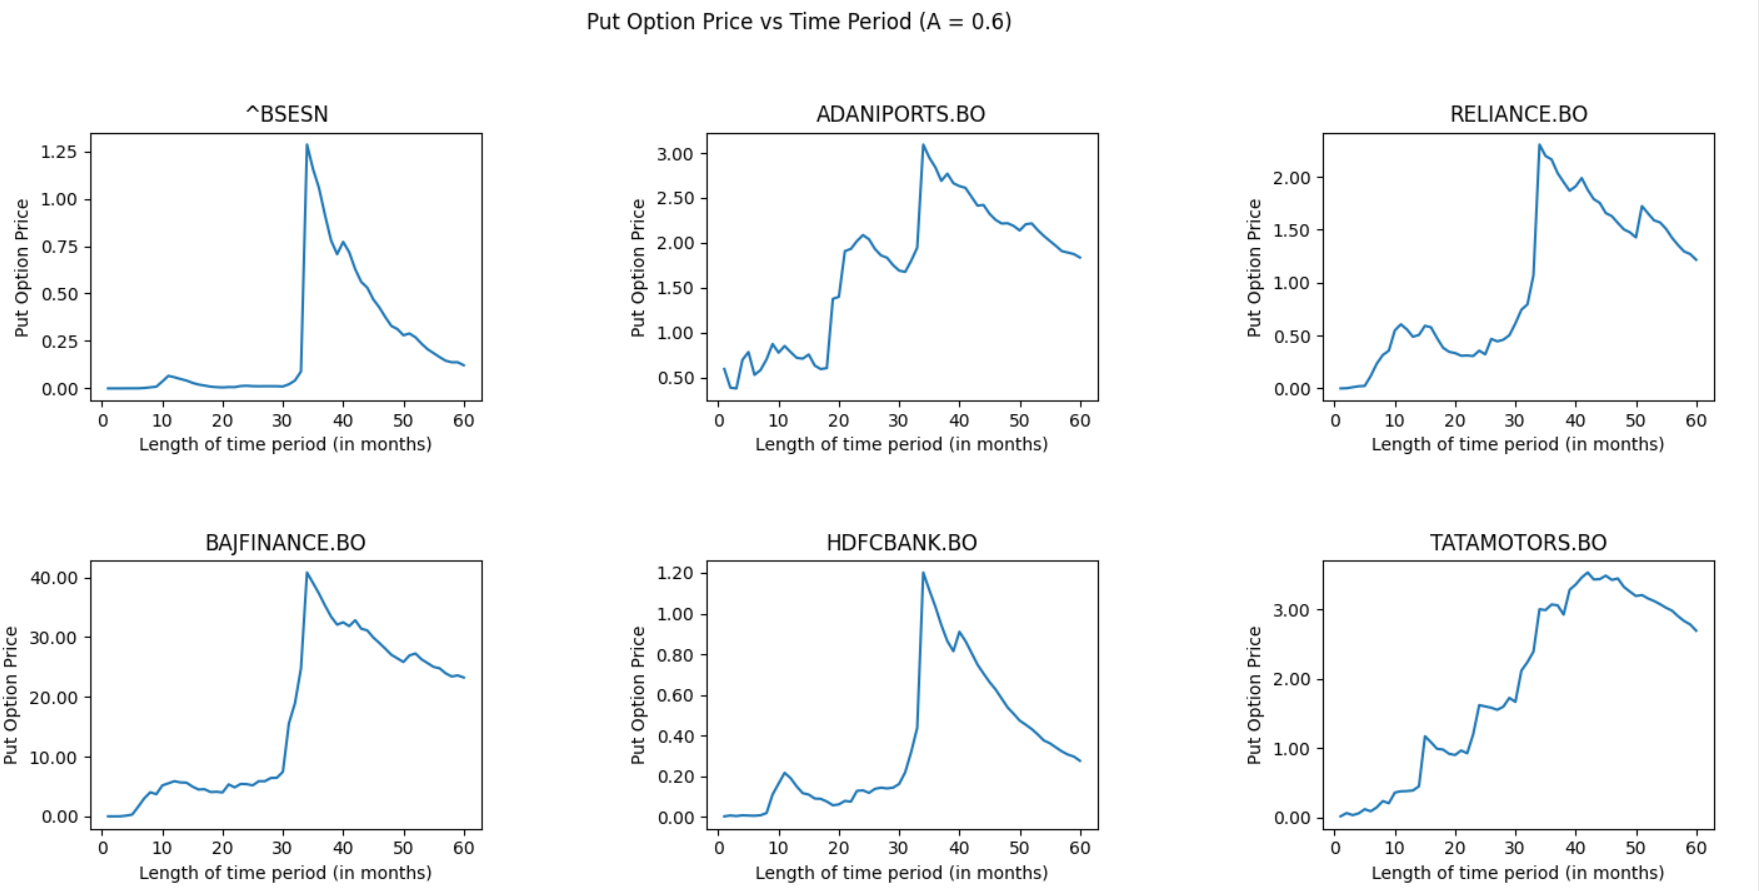 Put Option Price vs Time Period (A = 0.6)
^BSESN
Put Option Price
1.25
1.00
0.75
0.50
0.25
0.00
0 10 20 30 40 50 60
Length of time period (in months)
ADANIPORTS.BO
Put Option Price
3.00
2.50
2.00
1.50
1.00
0.50
0 10 20 30 40 50 60
Length of time period (in months)
RELIANCE.BO
Put Option Price
2.00
1.50
1.00
0.50
0.00
0 10 20 30 40 50 60
Length of time period (in months)
BAJFINANCE.BO
Put Option Price
40.00
30.00
20.00
10.00
0.00
0 10 20 30 40 50 60
Length of time period (in months)
HDFCBANK.BO
Put Option Price
1.20
1.00
0.80
0.60
0.40
0.20
0.00
0 10 20 30 40 50 60
Length of time period (in months)
TATAMOTORS.BO
Put Option Price
3.00
2.00
1.00
0.00
0 10 20 30 40 50 60
Length of time period (in months)